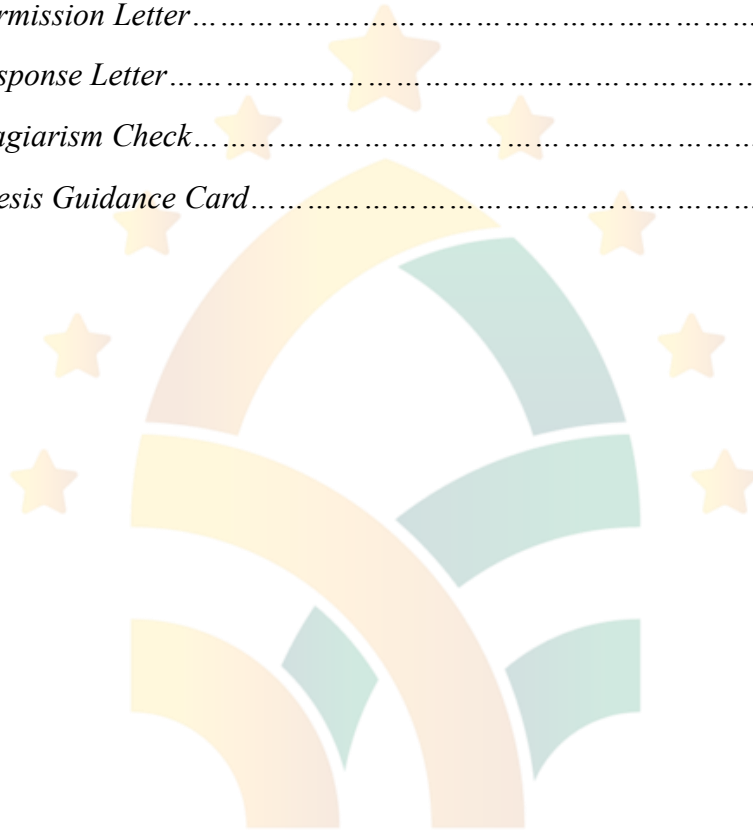 rmission Letter………………………………………………………
sponse Letter…………………………………………………………
agiarism Check………………………………………………………
esis Guidance Card…………………………………………………